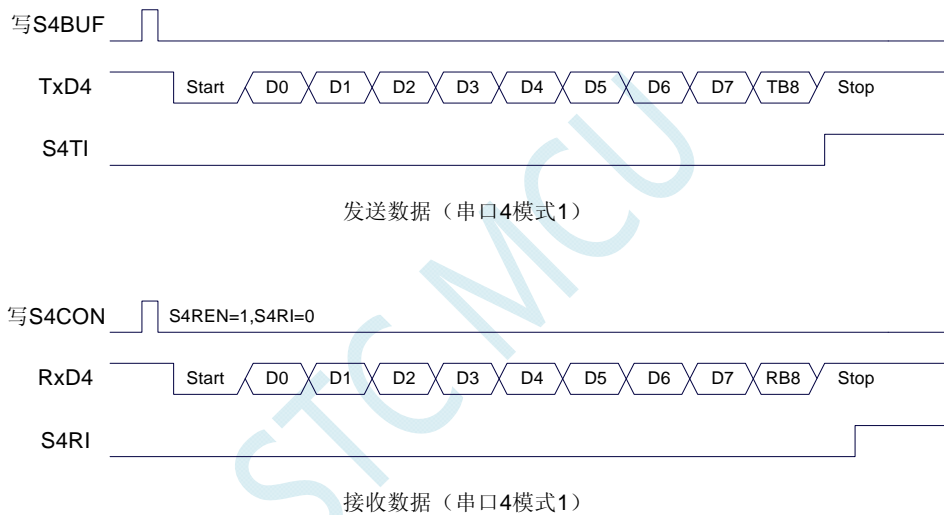 写S4BUF
TxD4 Start D0 D1 D2 D3 D4 D5 D6 D7 TB8 Stop
S4TI
发送数据（串口4模式1）
写S4CON S4REN=1,S4RI=0
RxD4 Start D0 D1 D2 D3 D4 D5 D6 D7 RB8 Stop
S4RI
接收数据（串口4模式1）
STC MCU